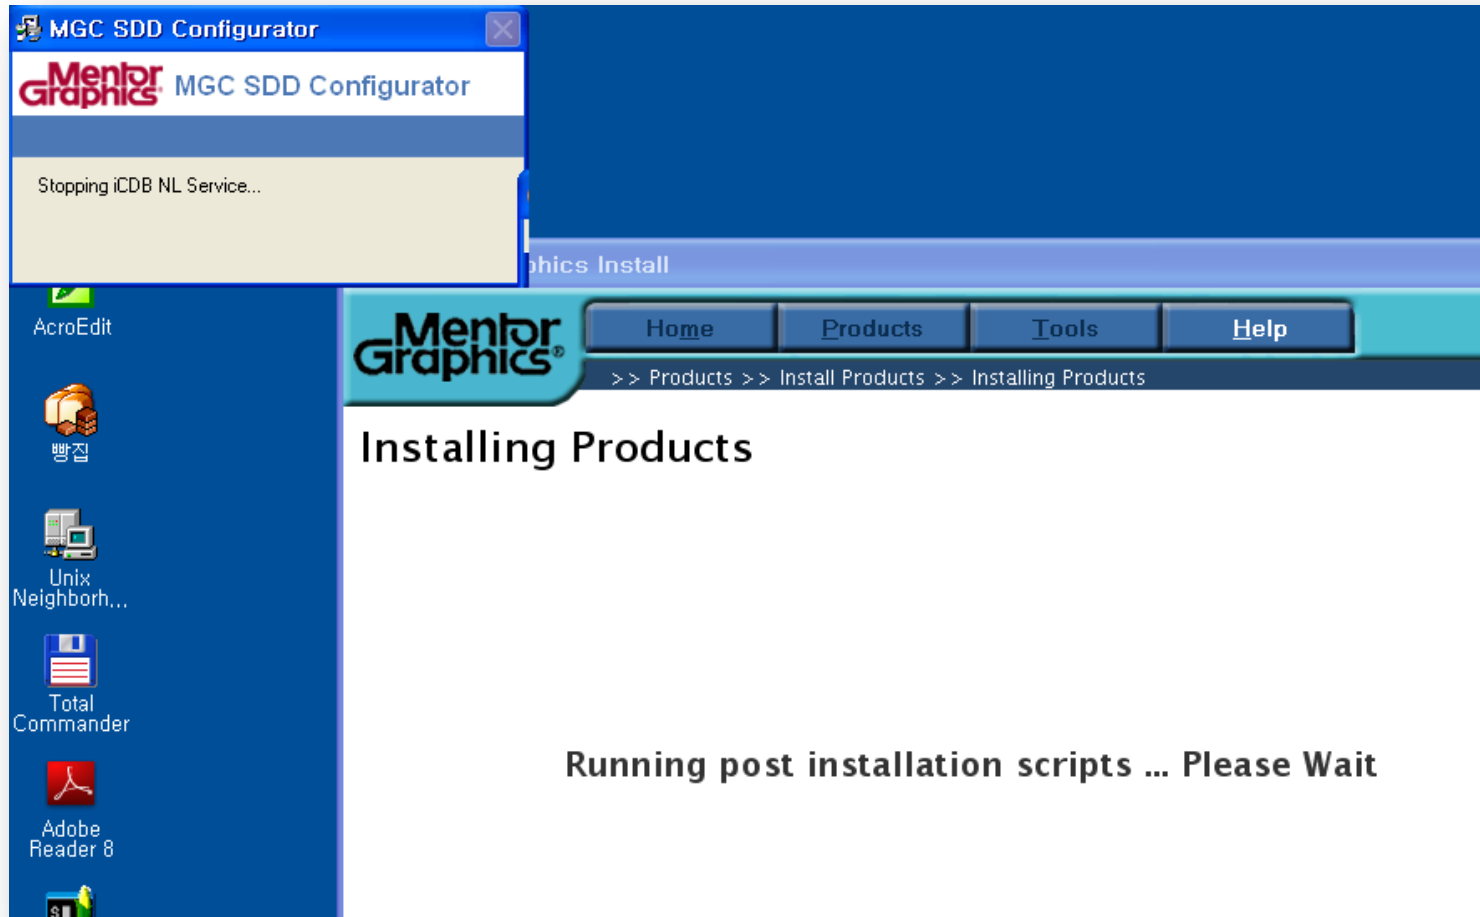 MGC SDD Configurator
Mentor
Graphics
MGC SDD Configurator
Stopping iCDB NL Service...
Install
Mentor
Graphics®
Home
Products
Tools
Help
>> Products >> Install Products >> Installing Products
Installing Products
Running post installation scripts ... Please Wait
AcroEdit
빵집
Unix
Neighborh...
Total
Commander
Adobe
Reader 8